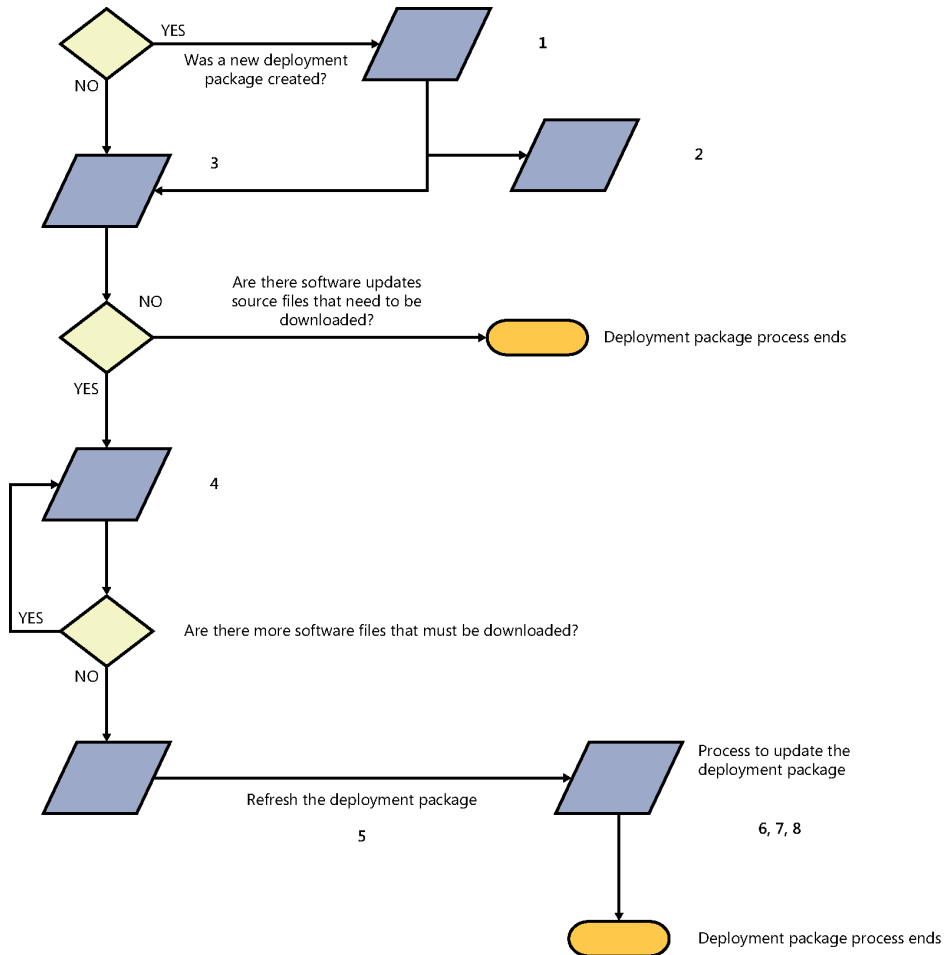 YES
1
Was a new deployment
package created?
NO
2
3
Are there software updates
source files that need to be
downloaded?
NO
Deployment package process ends
YES
4
YES
Are there more software files that must be downloaded?
NO
Process to update the
deployment package
Refresh the deployment package
5
6, 7, 8
Deployment package process ends